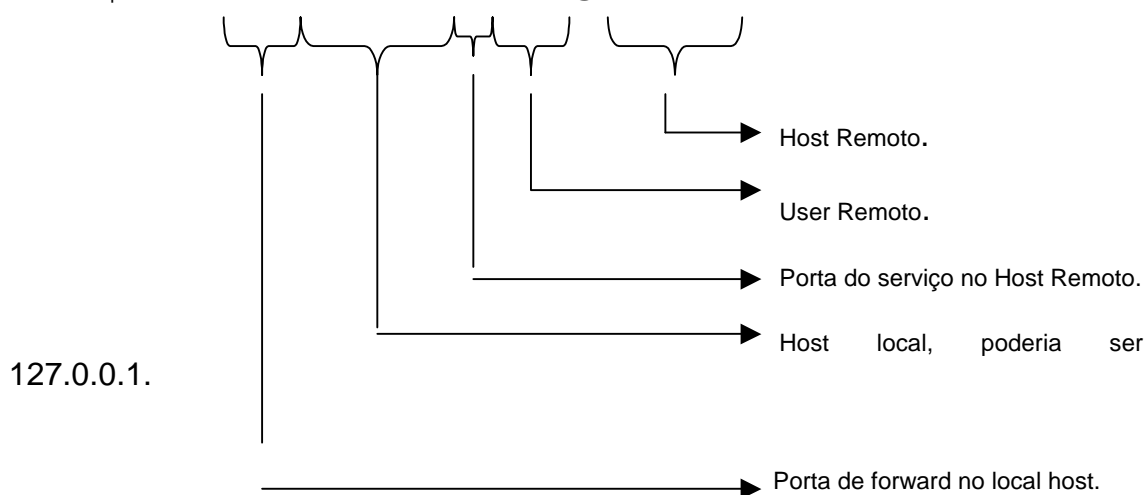 Host Remoto.
User Remoto.
Porta do serviço no Host Remoto.
Host local, poderia ser
127.0.0.1.
Porta de forward no local host.